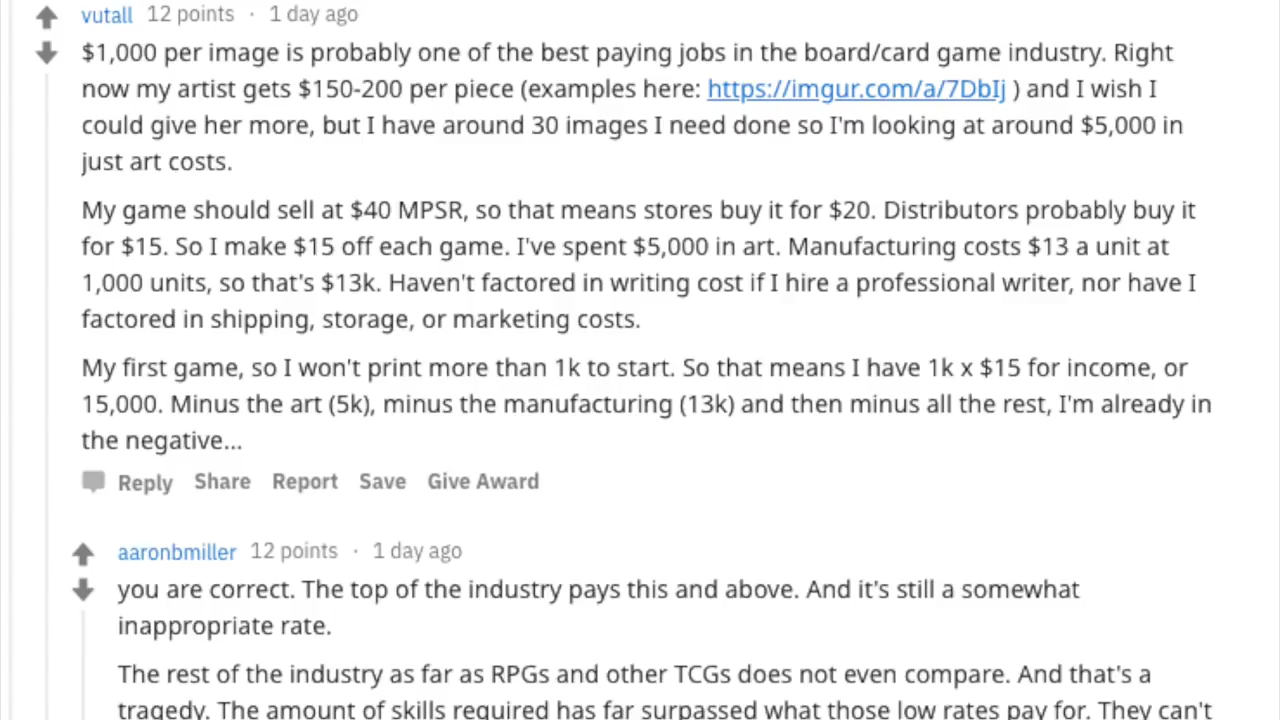 vutall 12 points · 1 day ago
$1,000 per image is probably one of the best paying jobs in the board/card game industry. Right
now my artist gets $150-200 per piece (examples here: https://imgur.com/a/7DbIj ) and I wish I
could give her more, but I have around 30 images I need done so I'm looking at around $5,000 in
just art costs.
My game should sell at $40 MPSR, so that means stores buy it for $20. Distributors probably buy it
for $15. So I make $15 off each game. I've spent $5,000 in art. Manufacturing costs $13 a unit at
1,000 units, so that's $13k. Haven't factored in writing cost if I hire a professional writer, nor have I
factored in shipping, storage, or marketing costs.
My first game, so I won't print more than 1k to start. So that means I have 1k x $15 for income, or
15,000. Minus the art (5k), minus the manufacturing (13k) and then minus all the rest, I'm already in
the negative...
Reply Share Report Save Give Award
aaronbmiller 12 points · 1 day ago
you are correct. The top of the industry pays this and above. And it's still a somewhat
inappropriate rate.
The rest of the industry as far as RPGs and other TCGs does not even compare. And that's a
tragedy. The amount of skills required has far surpassed what those low rates pay for. They can't